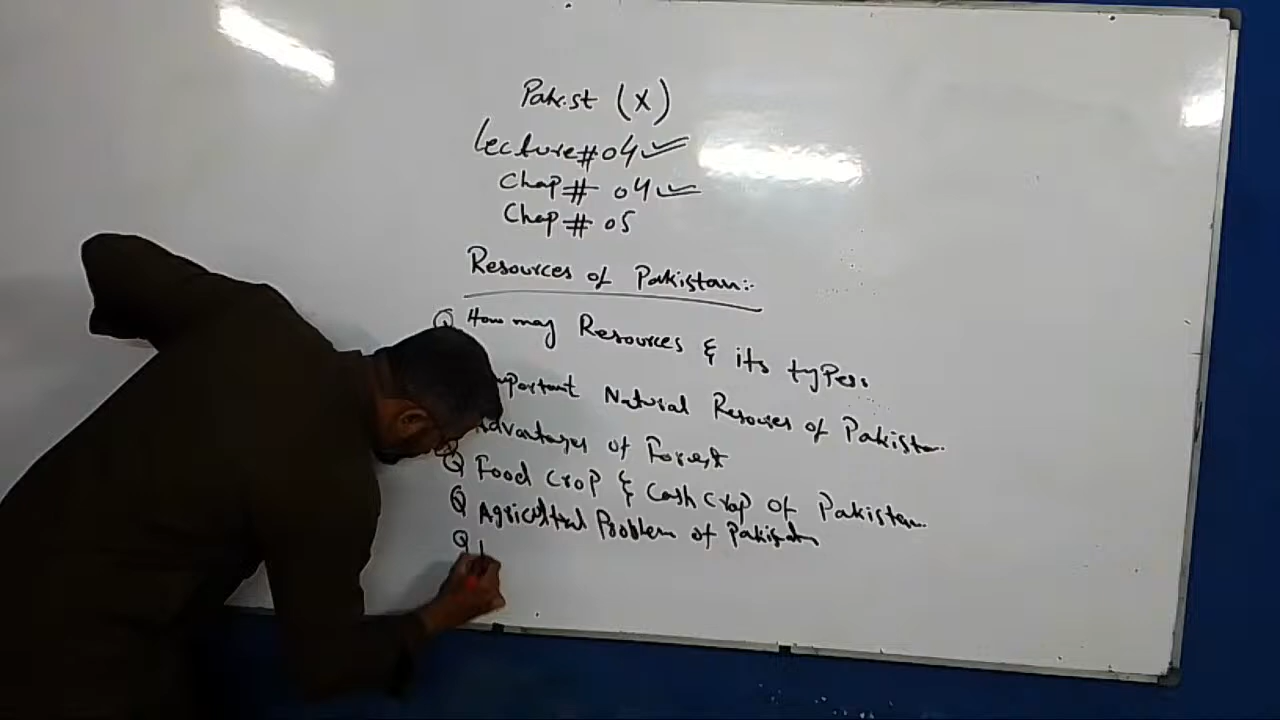 Pak.st (X)
Lecture# 04
Chap# 04
Chap# 05
Resources of Pakistan:-
Q How may Resources & its types.
Important Natural Resources of Pakistan.
Advantages of Forest
Q Food Crop & Cash Crop of Pakistan.
Q Agricultral Problem of Pakistan
Q